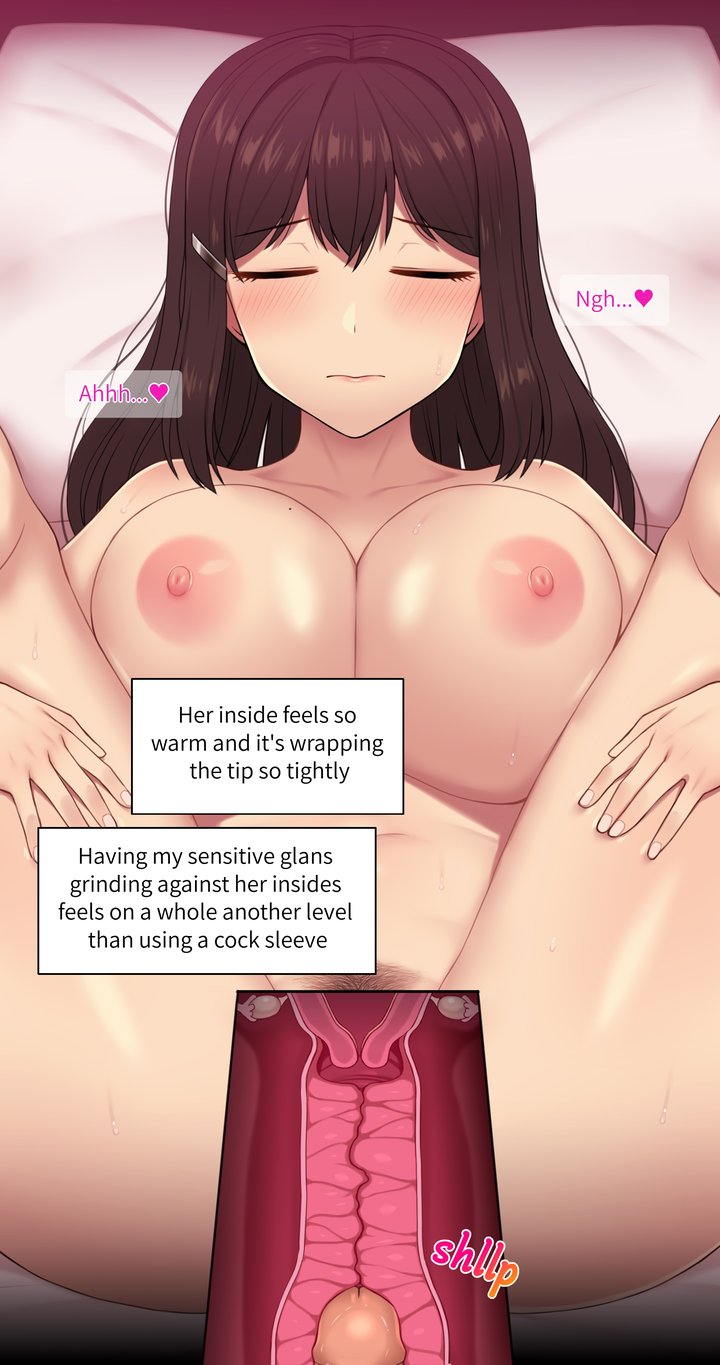 Ngh...♥
Ahhh...♥
Her inside feels so
warm and it's wrapping
the tip so tightly
Having my sensitive glans
grinding against her insides
feels on a whole another level
than using a cock sleeve
shllp